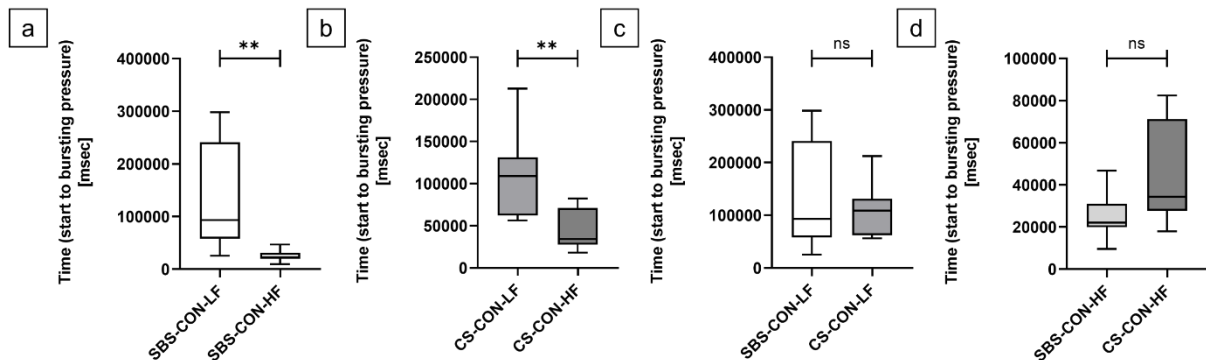 a
Time (start to bursting pressure)
[msec]
400000
300000
200000
100000
0
**
SBS-CON-LF
SBS-CON-HF
b
Time (start to bursting pressure)
[msec]
250000
200000
150000
100000
50000
0
**
CS-CON-LF
CS-CON-HF
c
Time (start to bursting pressure)
[msec]
400000
300000
200000
100000
0
ns
SBS-CON-LF
CS-CON-LF
d
Time (start to bursting pressure)
[msec]
100000
80000
60000
40000
20000
0
ns
SBS-CON-HF
CS-CON-HF